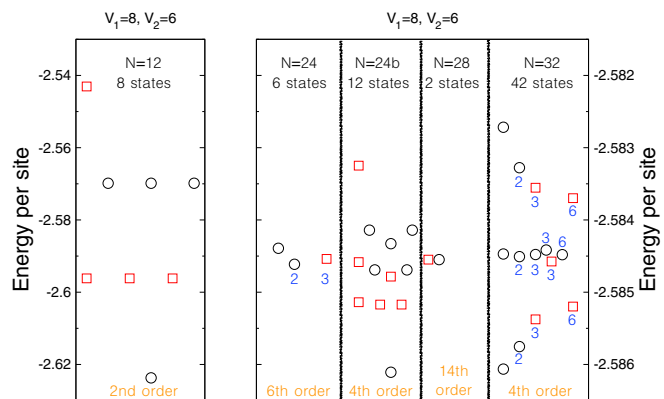 V1=8, V2=6
V1=8, V2=6
Energy per site
-2.54
-2.56
-2.58
-2.6
-2.62
N=12
8 states
2nd order
N=24
6 states
2
3
6th order
N=24b
12 states
4th order
N=28
2 states
14th
order
N=32
42 states
2
3
6
3
6
2
3
3
6
3
2
4th order
-2.582
-2.583
-2.584
-2.585
-2.586
Energy per site